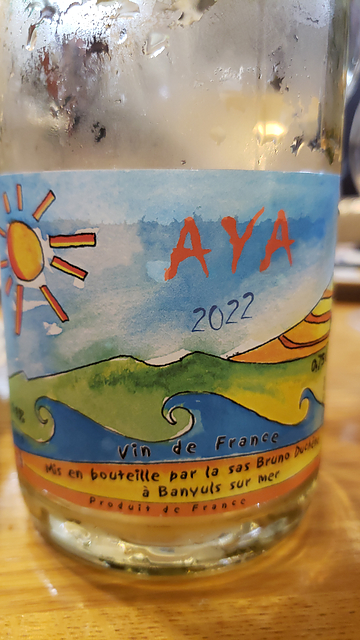 AYA
2022
Vin de France
Mis en bouteille par la sas Bruno
à Banyuls sur mer
Produit de France